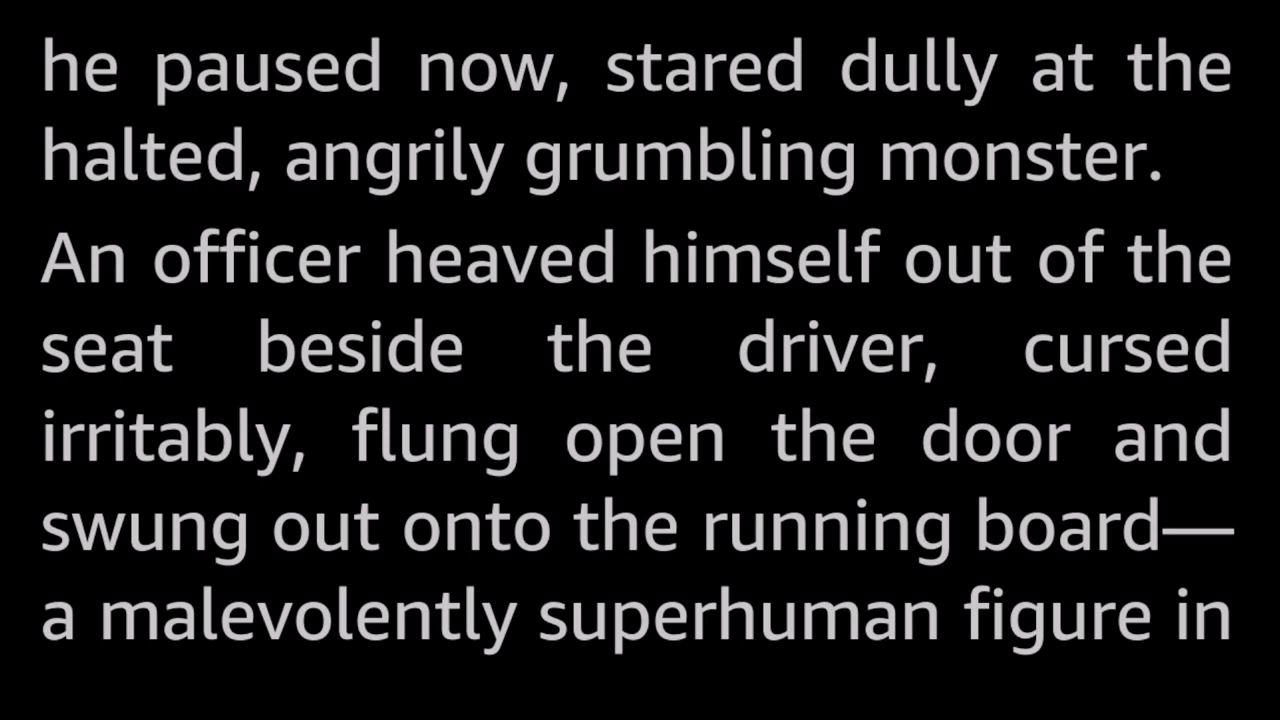 he paused now, stared dully at the
halted, angrily grumbling monster.
An officer heaved himself out of the
seat beside the driver, cursed
irritably, flung open the door and
swung out onto the running board—
a malevolently superhuman figure in